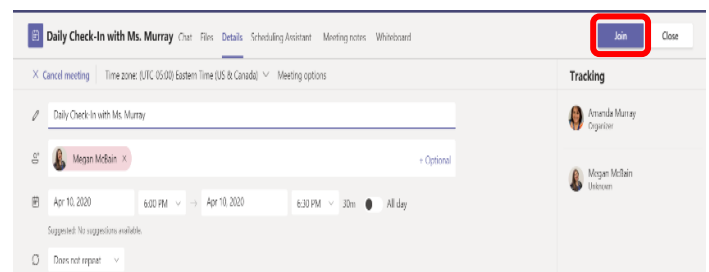 Daily Check-In with Ms. Murray Chat Files Details Scheduling Assistant Meeting notes Whiteboard Join Close
× Cancel meeting Time zone: (UTC 05:00) Eastern Time (US & Canada) Meeting options Tracking
Daily Check-In with Ms. Murray
Amanda Murray
Organizer
Megan McBain × + Optional
Megan McBain
Unknown
Apr 10, 2020 6:00 PM → Apr 10, 2020 6:30 PM 30m All day
Suggested: No suggestions available.
Does not repeat